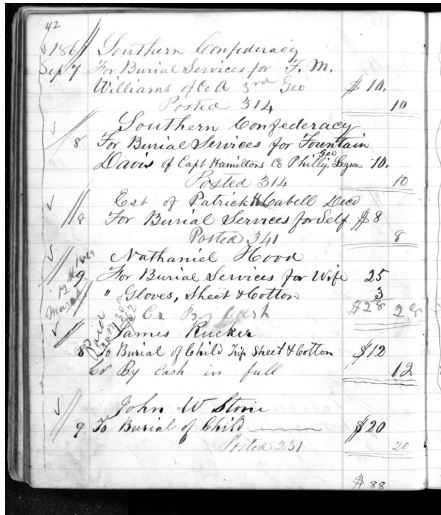 42
1861 Southern Confederacy
Sep 7 For Burial Services for F. M.
Williams of Co A 3rd Geo $10.
Posted 314 10
Southern Confederacy
8 For Burial Services for Fountain
Davis of Capt Hamiltons Co Phillip Geo Legion 10.
Posted 314 10
Est of Patrick H Cabell Decd
8 For Burial Services for Self $8
Posted 341 8
Nathaniel Hood
9 For Burial Services for Wife 25
" Gloves, Sheet & Cotton 3
Cr By Cash $28 28
Paid
James Rucker
8 To Burial of Child Trip Sheet & Cotton $12
Cr By Cash in full 12
John W Stone
9 To Burial of Child $20
Posted 231 20
$88